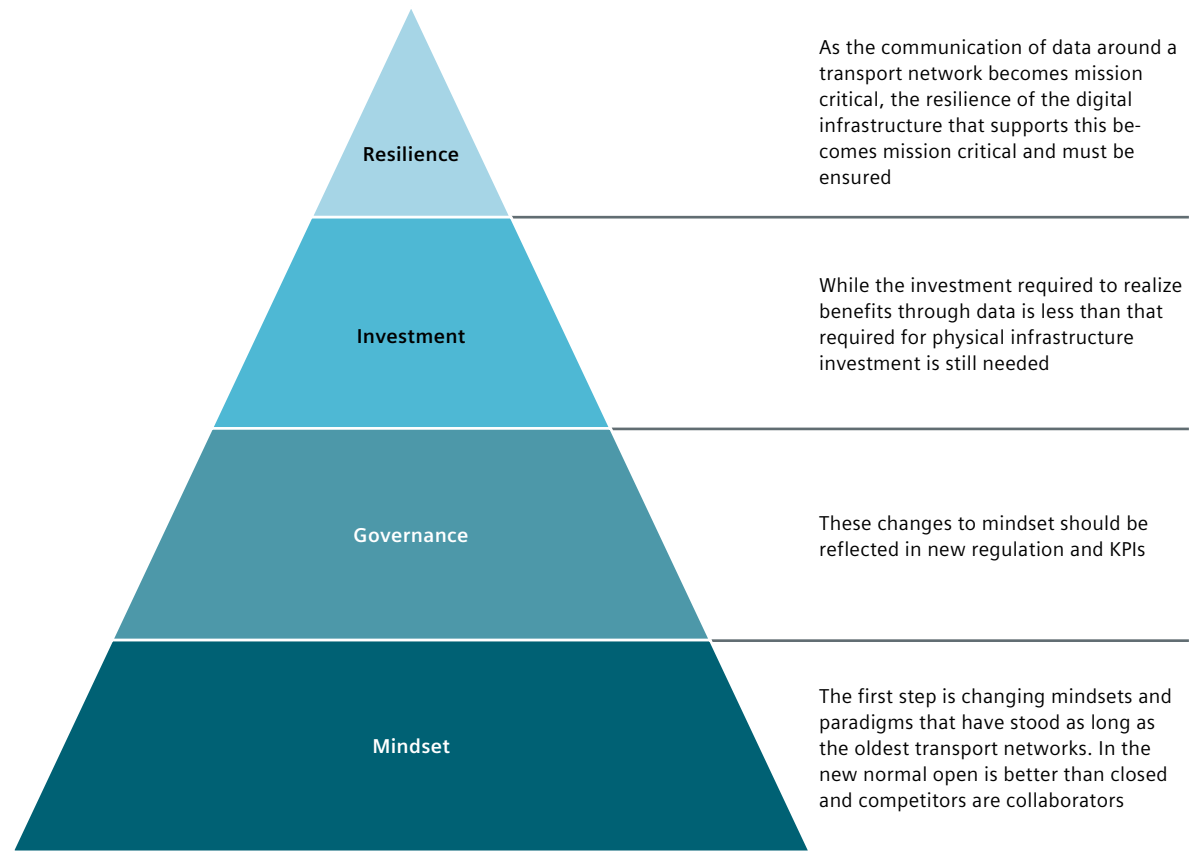 Resilience
As the communication of data around a
transport network becomes mission
critical, the resilience of the digital
infrastructure that supports this be-
comes mission critical and must be
ensured
Investment
While the investment required to realize
benefits through data is less than that
required for physical infrastructure
investment is still needed
Governance
These changes to mindset should be
reflected in new regulation and KPIs
Mindset
The first step is changing mindsets and
paradigms that have stood as long as
the oldest transport networks. In the
new normal open is better than closed
and competitors are collaborators